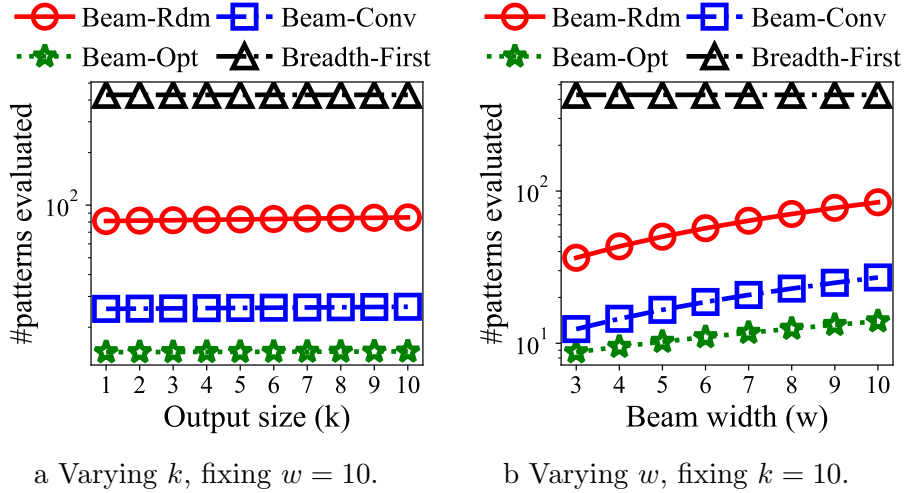 Beam-Rdm Beam-Conv
Beam-Opt Breadth-First
#patterns evaluated
10^2
1 2 3 4 5 6 7 8 9 10
Output size (k)
a Varying k, fixing w = 10.
Beam-Rdm Beam-Conv
Beam-Opt Breadth-First
#patterns evaluated
10^2
10^1
3 4 5 6 7 8 9 10
Beam width (w)
b Varying w, fixing k = 10.